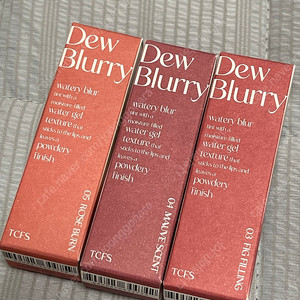 Dew
Blurry
watery blur
tint with a
moisture filled
water gel
texture that
sticks to the lips and
leaves a
powdery
finish
05 ROSE BURN
TCFS
Dew
Blurry
watery blur
tint with a
moisture filled
water gel
texture that
sticks to the lips and
leaves a
powdery
finish
04 MAUVE SCENT
TCFS
Dew
Blurry
watery blur
tint with a
moisture filled
water gel
texture that
sticks to the lips and
leaves a
powdery
finish
03 FIG FILLING
TCFS